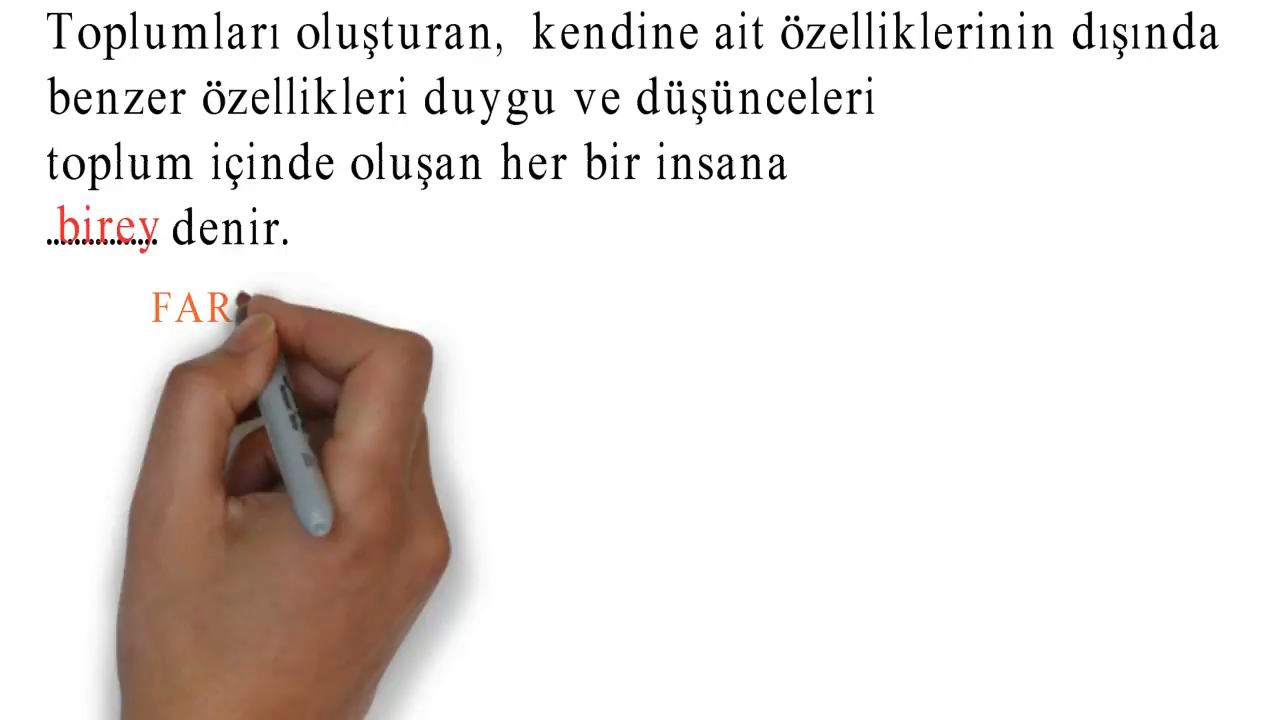 Toplumları oluşturan, kendine ait özelliklerinin dışında
benzer özellikleri duygu ve düşünceleri
toplum içinde oluşan her bir insana
birey denir.
FAR